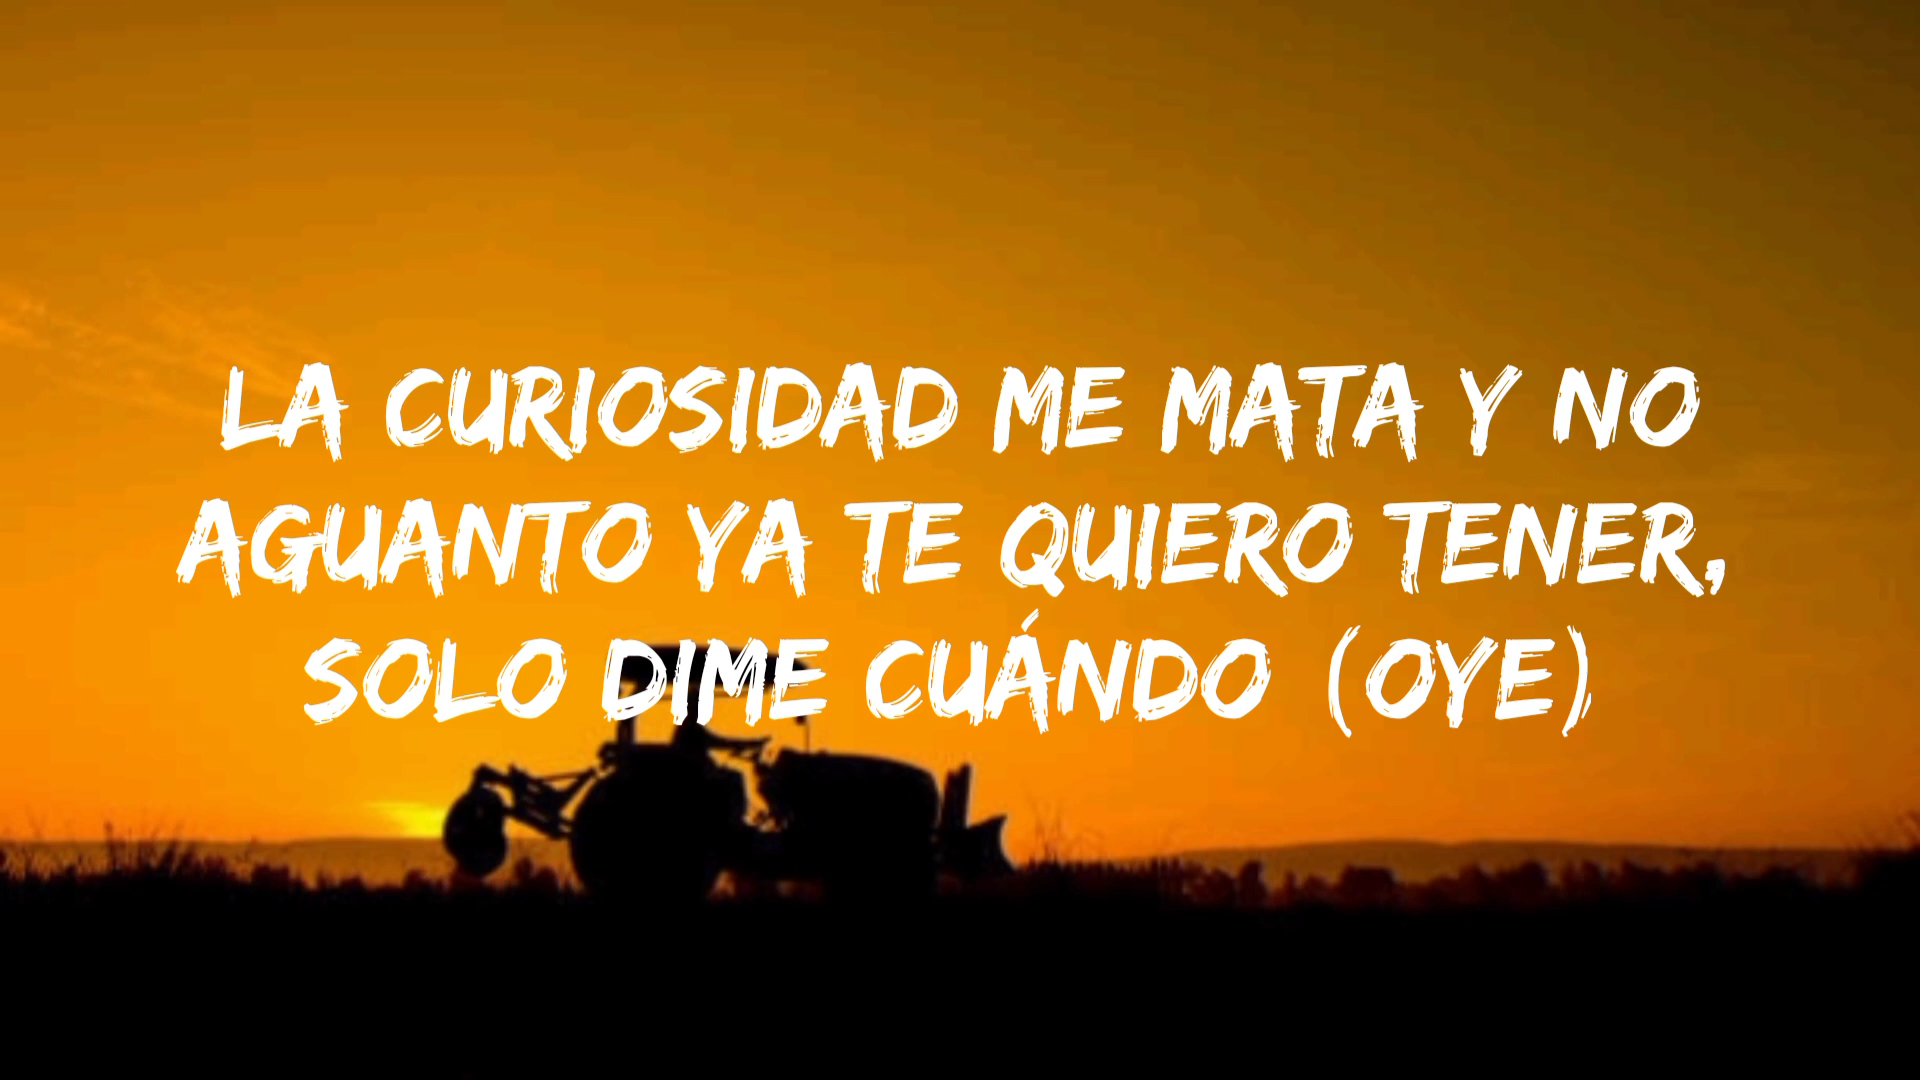 LA CURIOSIDAD ME MATA Y NO
AGUANTO YA TE QUIERO TENER,
SOLO DIME CUÁNDO (OYE)